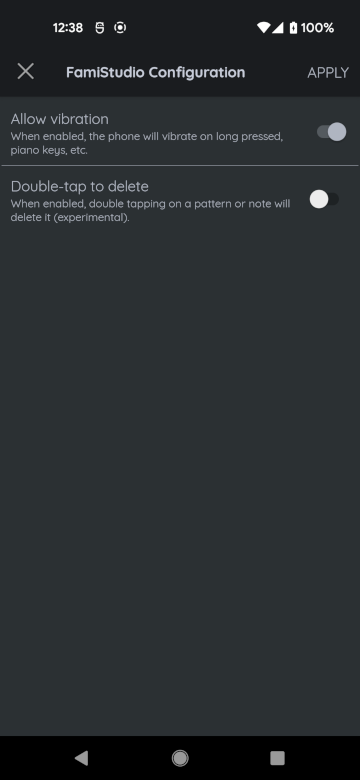 12:38
100%
FamiStudio Configuration
APPLY
Allow vibration
When enabled, the phone will vibrate on long pressed,
piano keys, etc.
Double-tap to delete
When enabled, double tapping on a pattern or note will
delete it (experimental).